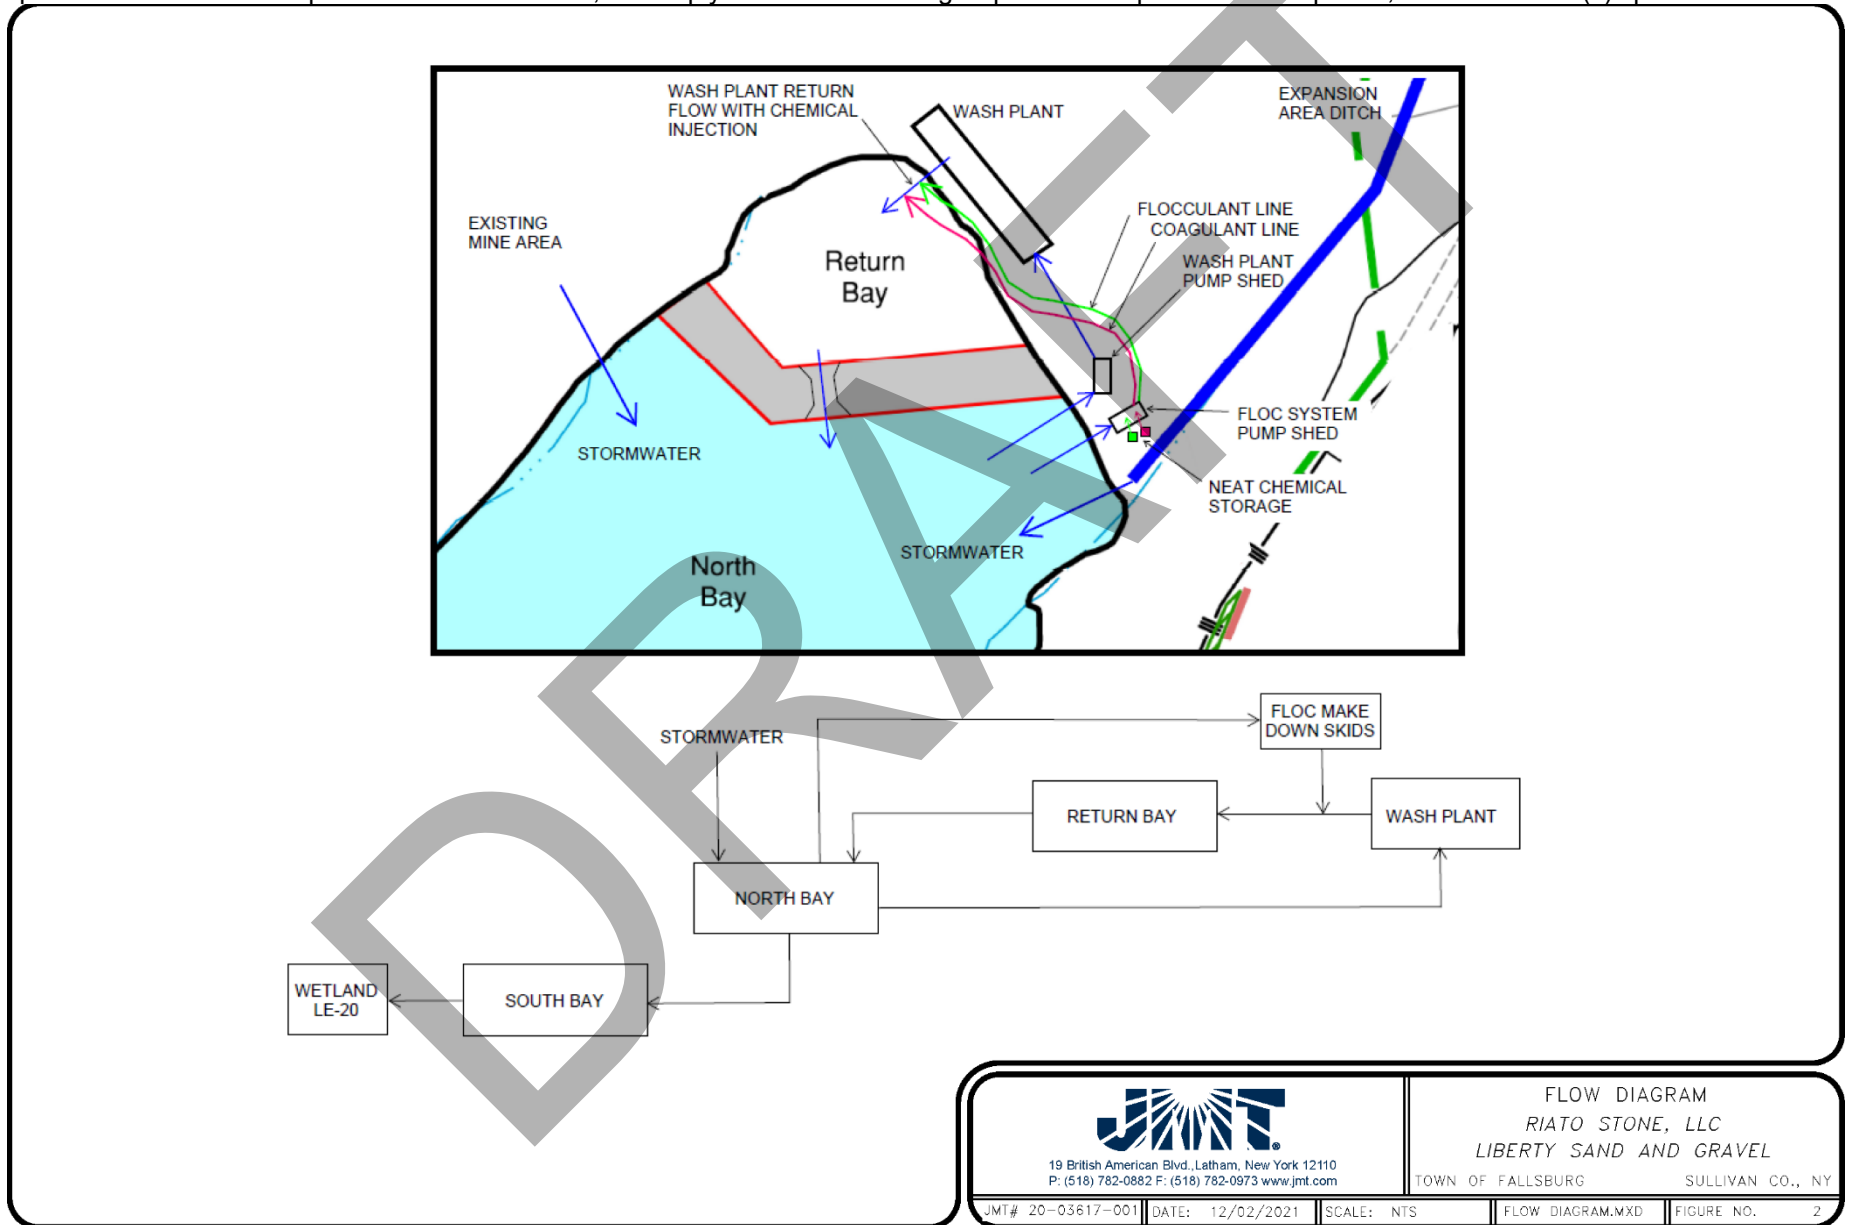 WASH PLANT RETURN
FLOW WITH CHEMICAL
INJECTION
WASH PLANT
EXPANSION
AREA DITCH
EXISTING
MINE AREA
FLOCCULANT LINE
COAGULANT LINE
Return
Bay
WASH PLANT
PUMP SHED
FLOC SYSTEM
PUMP SHED
STORMWATER
NEAT CHEMICAL
STORAGE
STORMWATER
North
Bay
DRAFT
STORMWATER
FLOC MAKE
DOWN SKIDS
RETURN BAY
WASH PLANT
NORTH BAY
WETLAND
LE-20
SOUTH BAY
JMT
19 British American Blvd.,Latham, New York 12110
P: (518) 782-0882 F: (518) 782-0973 www.jmt.com
FLOW DIAGRAM
RIATO STONE, LLC
LIBERTY SAND AND GRAVEL
TOWN OF FALLSBURG SULLIVAN CO., NY
JMT# 20-03617-001 DATE: 12/02/2021 SCALE: NTS FLOW DIAGRAM.MXD FIGURE NO. 2